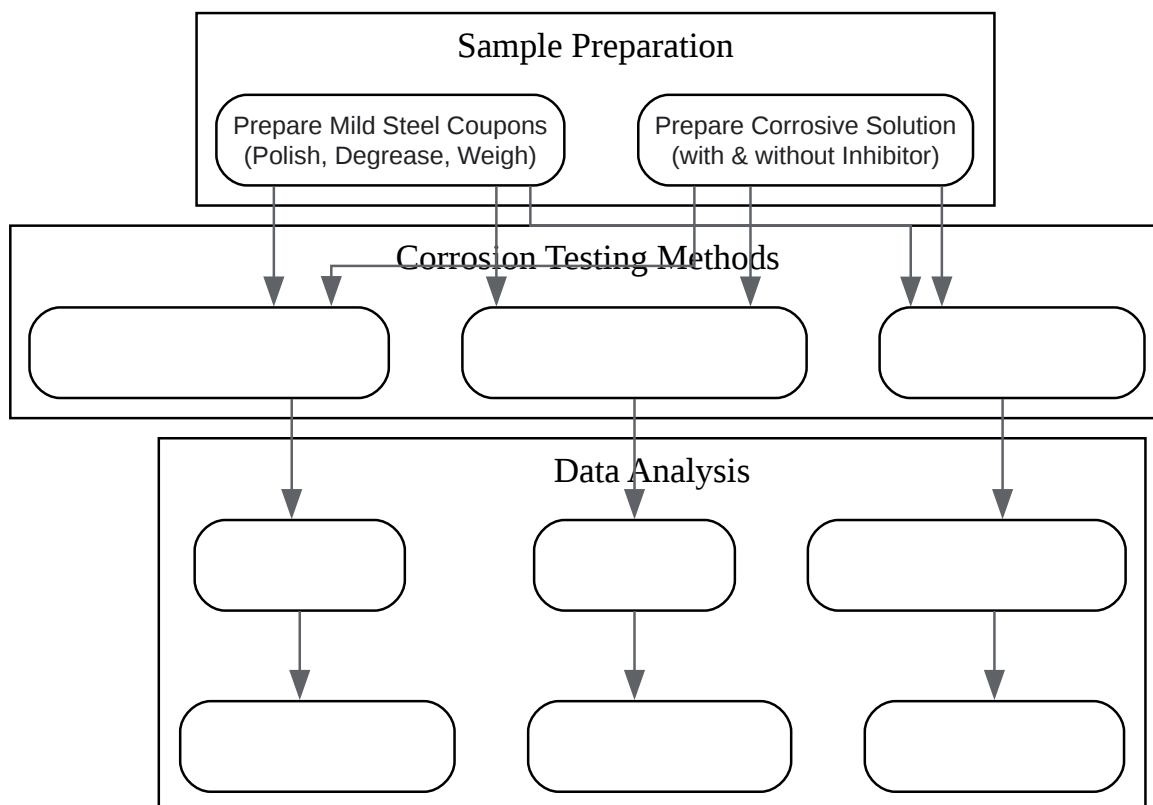 Sample Preparation
Prepare Mild Steel Coupons
(Polish, Degrease, Weigh)
Prepare Corrosive Solution
(with & without Inhibitor)
Corrosion Testing Methods
Data Analysis